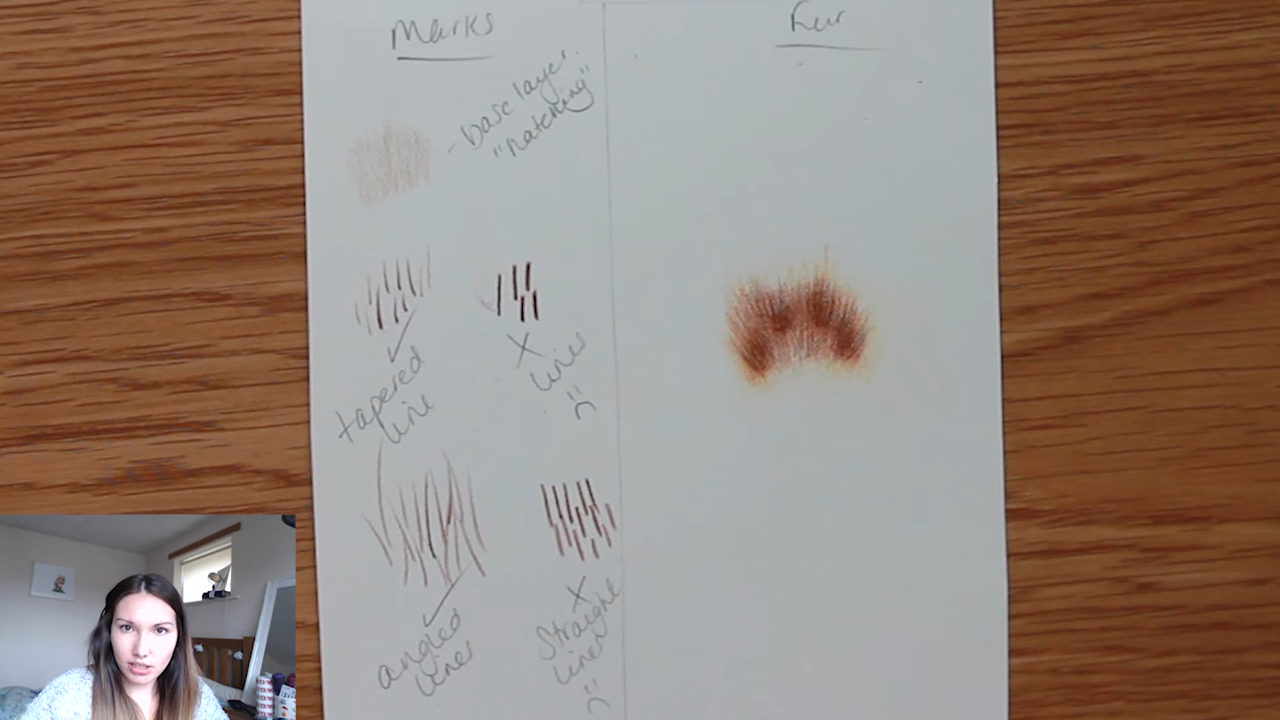 Marks
Fur
- base layer
"hatching"
tapered
line
lines
angled
lines
Straight
lines